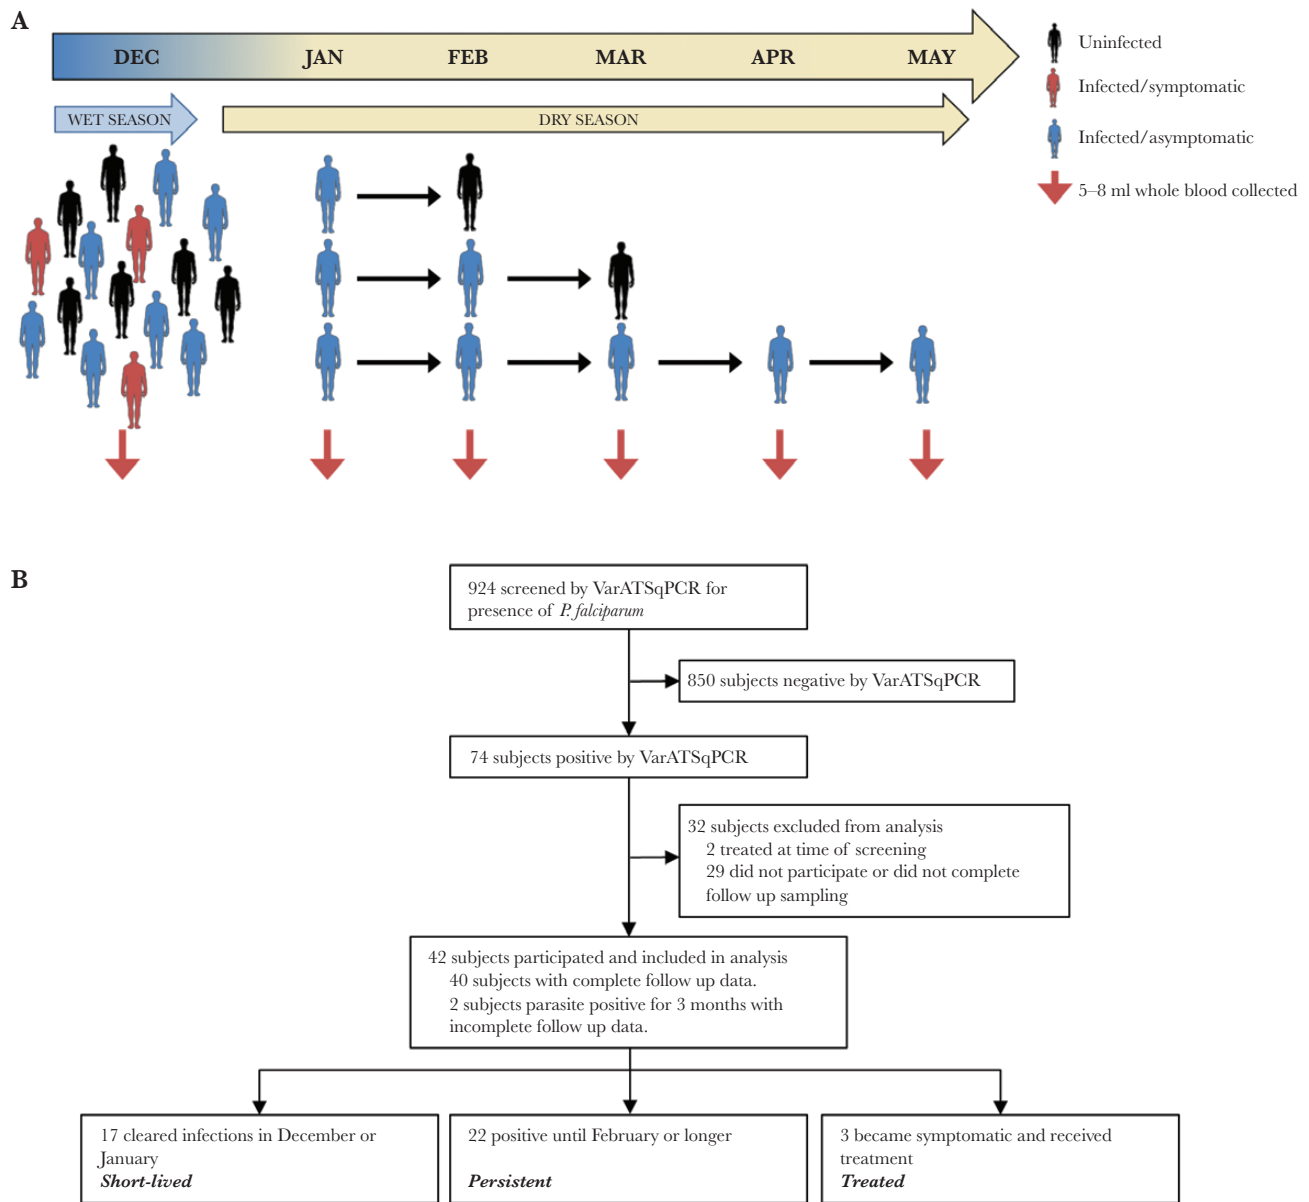 A
DEC JAN FEB MAR APR MAY
WET SEASON DRY SEASON
Uninfected
Infected/symptomatic
Infected/asymptomatic
5–8 ml whole blood collected
B
924 screened by VarATSqPCR for
presence of P. falciparum
850 subjects negative by VarATSqPCR
74 subjects positive by VarATSqPCR
32 subjects excluded from analysis
2 treated at time of screening
29 did not participate or did not complete
follow up sampling
42 subjects participated and included in analysis
40 subjects with complete follow up data.
2 subjects parasite positive for 3 months with
incomplete follow up data.
17 cleared infections in December or
January
Short-lived
22 positive until February or longer
Persistent
3 became symptomatic and received
treatment
Treated